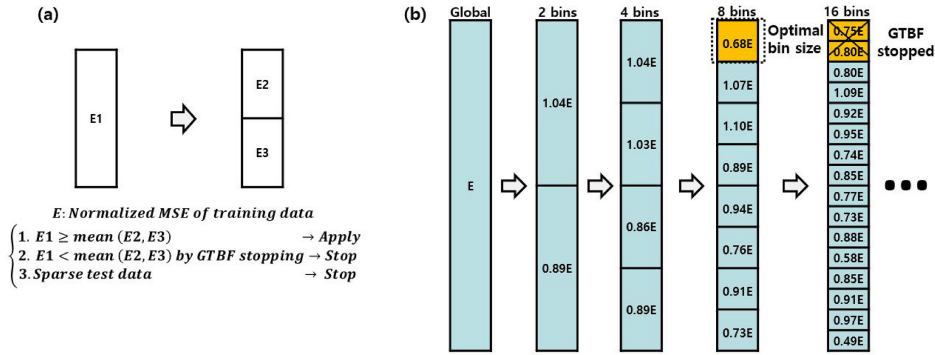 (a)
E1
E2
E3
E: Normalized MSE of training data
1. E1 ≥ mean (E2, E3) → Apply
2. E1 < mean (E2, E3) by GTBF stopping → Stop
3. Sparse test data → Stop
(b)
Global
E
2 bins
1.04E
0.89E
4 bins
1.04E
1.03E
0.86E
0.89E
8 bins
0.68E
1.07E
1.10E
0.89E
0.94E
0.76E
0.91E
0.73E
Optimal
bin size
16 bins
0.75E
0.80E
0.80E
1.09E
0.92E
0.95E
0.74E
0.85E
0.77E
0.73E
0.88E
0.58E
0.85E
0.91E
0.97E
0.49E
GTBF
stopped